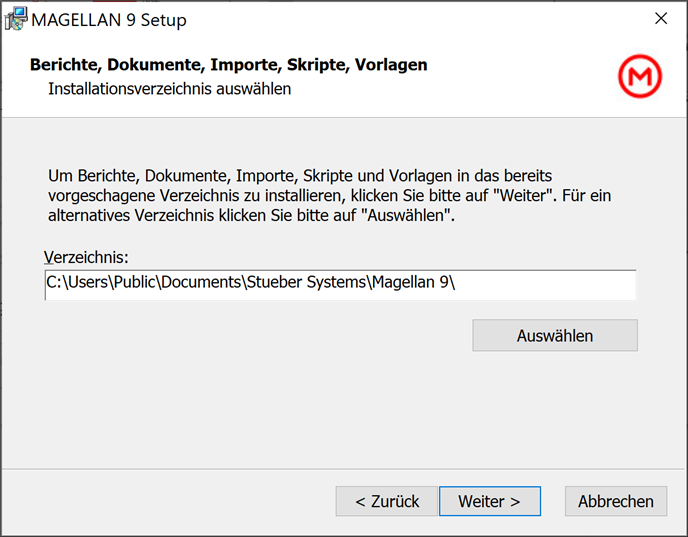 MAGELLAN 9 Setup
Berichte, Dokumente, Importe, Skripte, Vorlagen
Installationsverzeichnis auswählen
M
Um Berichte, Dokumente, Importe, Skripte und Vorlagen in das bereits
vorgeschagene Verzeichnis zu installieren, klicken Sie bitte auf "Weiter". Für ein
alternatives Verzeichnis klicken Sie bitte auf "Auswählen".
Verzeichnis:
C:\Users\Public\Documents\Stueber Systems\Magellan 9\
Auswählen
< Zurück
Weiter >
Abbrechen